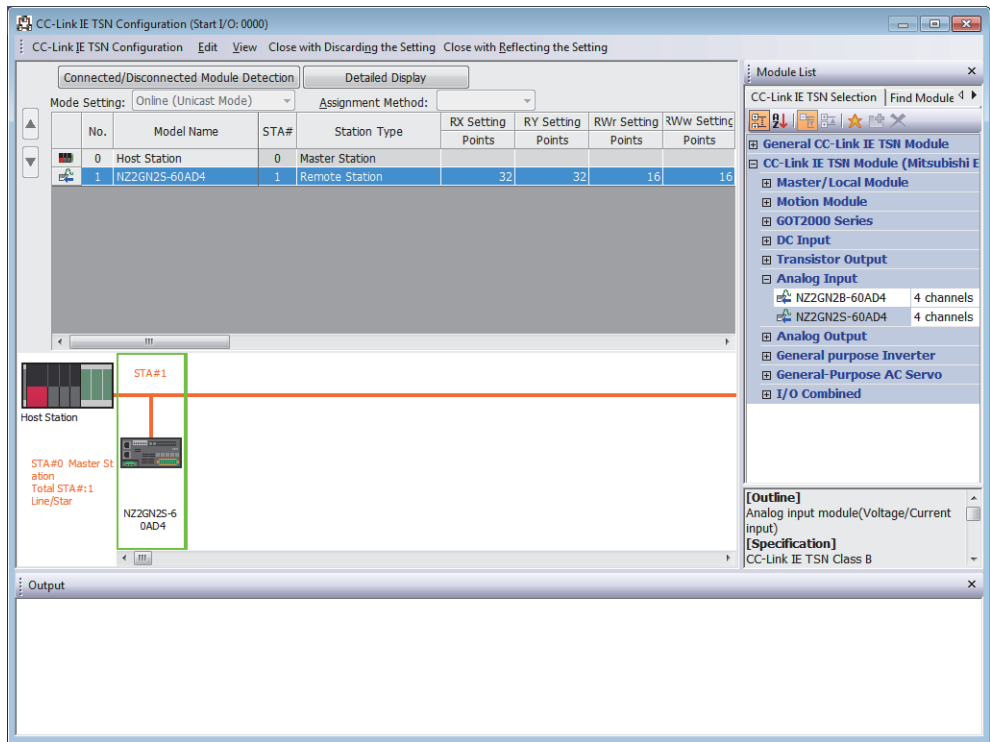 CC-Link IE TSN Configuration (Start I/O: 0000)
CC-Link IE TSN Configuration Edit View Close with Discarding the Setting Close with Reflecting the Setting
Connected/Disconnected Module Detection Detailed Display
Mode Setting: Online (Unicast Mode) Assignment Method:
No. Model Name STA# Station Type RX Setting RY Setting RWr Setting RWw Setting
Points Points Points Points
0 Host Station 0 Master Station
1 NZ2GN2S-60AD4 1 Remote Station 32 32 16 16
STA#1
Host Station
STA#0 Master St
ation
Total STA#:1
Line/Star
NZ2GN2S-6
0AD4
Module List
CC-Link IE TSN Selection Find Module
General CC-Link IE TSN Module
CC-Link IE TSN Module (Mitsubishi E
Master/Local Module
Motion Module
GOT2000 Series
DC Input
Transistor Output
Analog Input
NZ2GN2B-60AD4 4 channels
NZ2GN2S-60AD4 4 channels
Analog Output
General purpose Inverter
General-Purpose AC Servo
I/O Combined
[Outline]
Analog input module(Voltage/Current
input)
[Specification]
CC-Link IE TSN Class B
Output